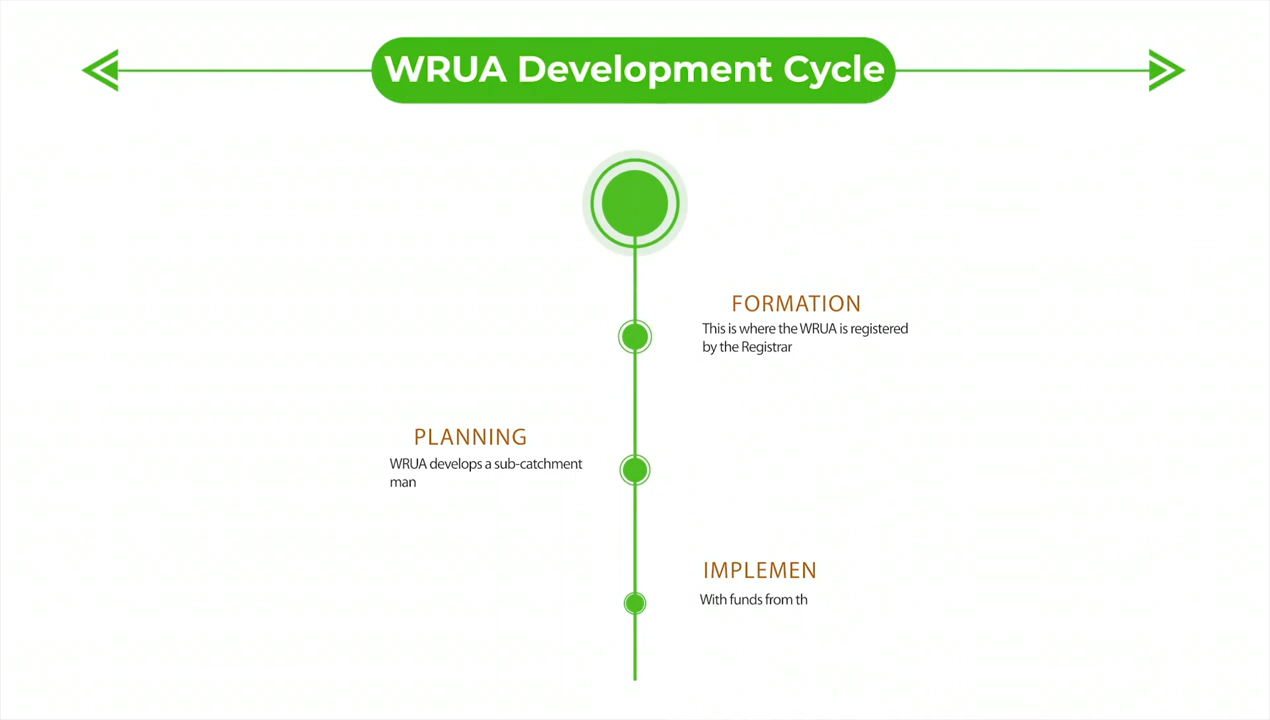 WRUA Development Cycle
FORMATION
This is where the WRUA is registered
by the Registrar
PLANNING
WRUA develops a sub-catchment
man
IMPLEMEN
With funds from th